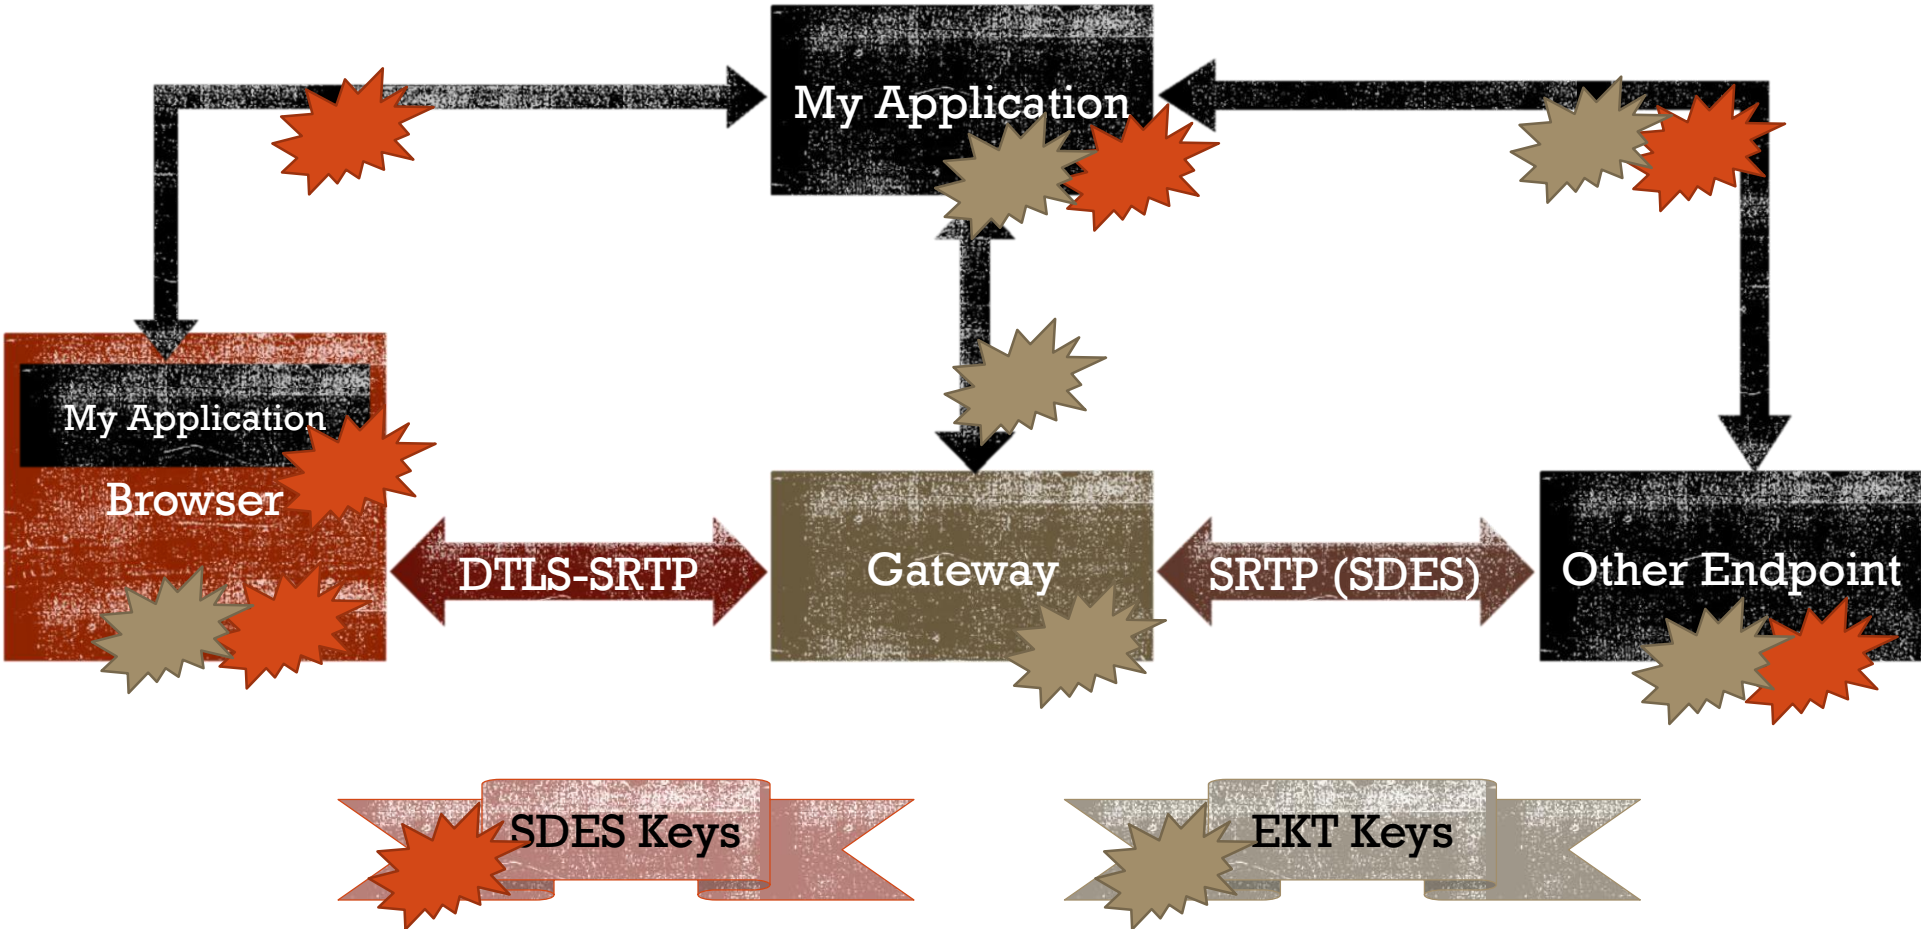 My Application
My Application
Browser
DTLS-SRTP
Gateway
SRTP (SDES)
Other Endpoint
SDES Keys
EKT Keys